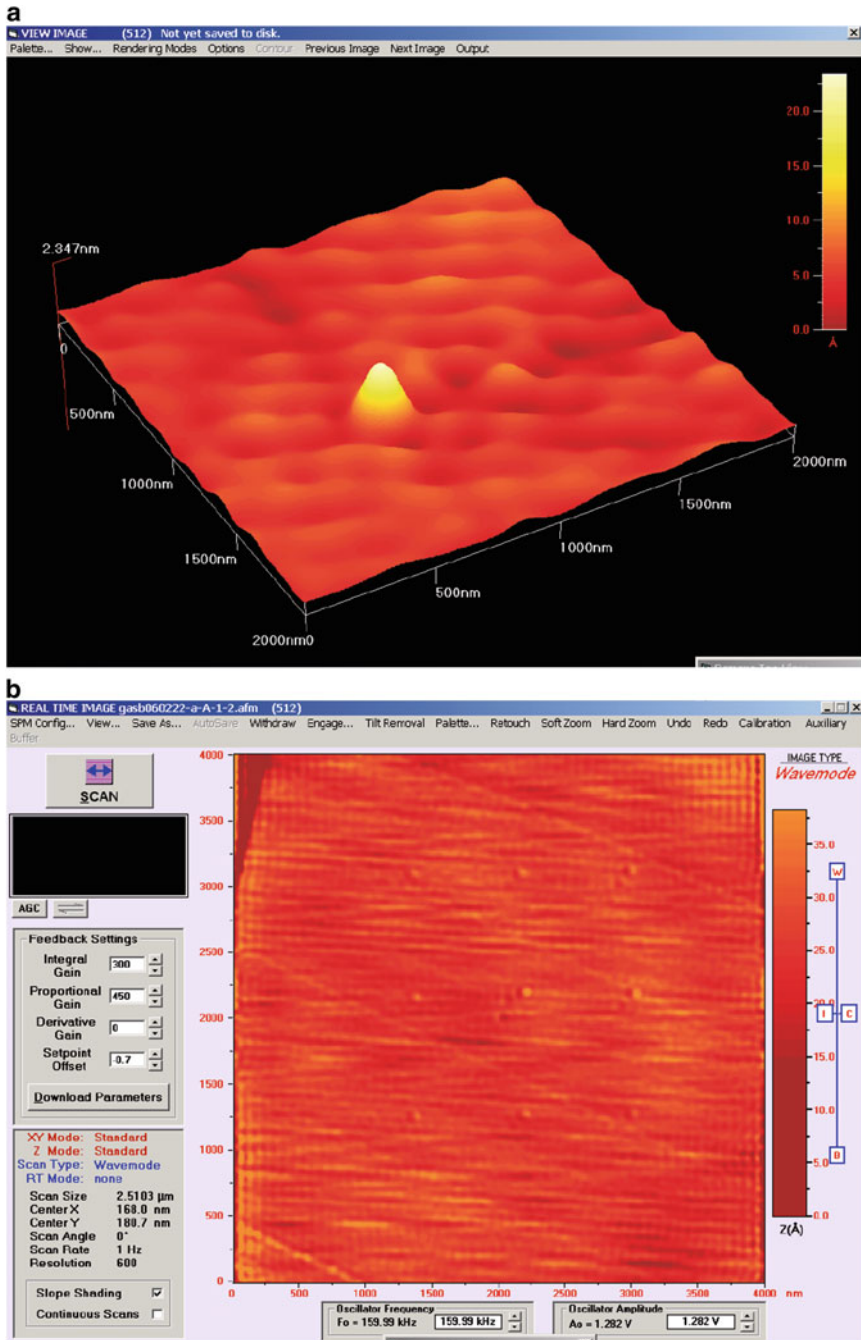 a
VIEW IMAGE (512) Not yet saved to disk.
Palette... Show... Rendering Modes Options Contour Previous Image Next Image Output
20.0
15.0
10.0
5.0
0.0
Å
2.347nm
0
500nm
1000nm
1500nm
2000nm0
500nm
1000nm
1500nm
2000nm
b
REAL TIME IMAGE gasb060222-a-A-1-2.afm (512)
SPM Config... View... Save As... AutoSave Withdraw Engage... Tilt Removal Palette... Retouch Soft Zoom Hard Zoom Undo Redo Calibration Auxiliary
Buffer
SCAN
AGC
Feedback Settings
Integral Gain 300
Proportional Gain 450
Derivative Gain 0
Setpoint Offset -0.7
Download Parameters
XY Mode: Standard
Z Mode: Standard
Scan Type: Wavemode
RT Mode: none
Scan Size 2.5103 µm
Center X 168.0 nm
Center Y 180.7 nm
Scan Angle 0°
Scan Rate 1 Hz
Resolution 600
Slope Shading
Continuous Scans
4000
3500
3000
2500
2000
1500
1000
500
0
0 500 1000 1500 2000 2500 3000 3500 4000 nm
IMAGE TYPE
Wavemode
35.0
30.0
25.0
20.0
15.0
10.0
5.0
0.0
Z(Å)
W
I C
B
Oscillator Frequency
Fo = 159.99 kHz 159.99 kHz
Oscillator Amplitude
Ao = 1.282 V 1.282 V